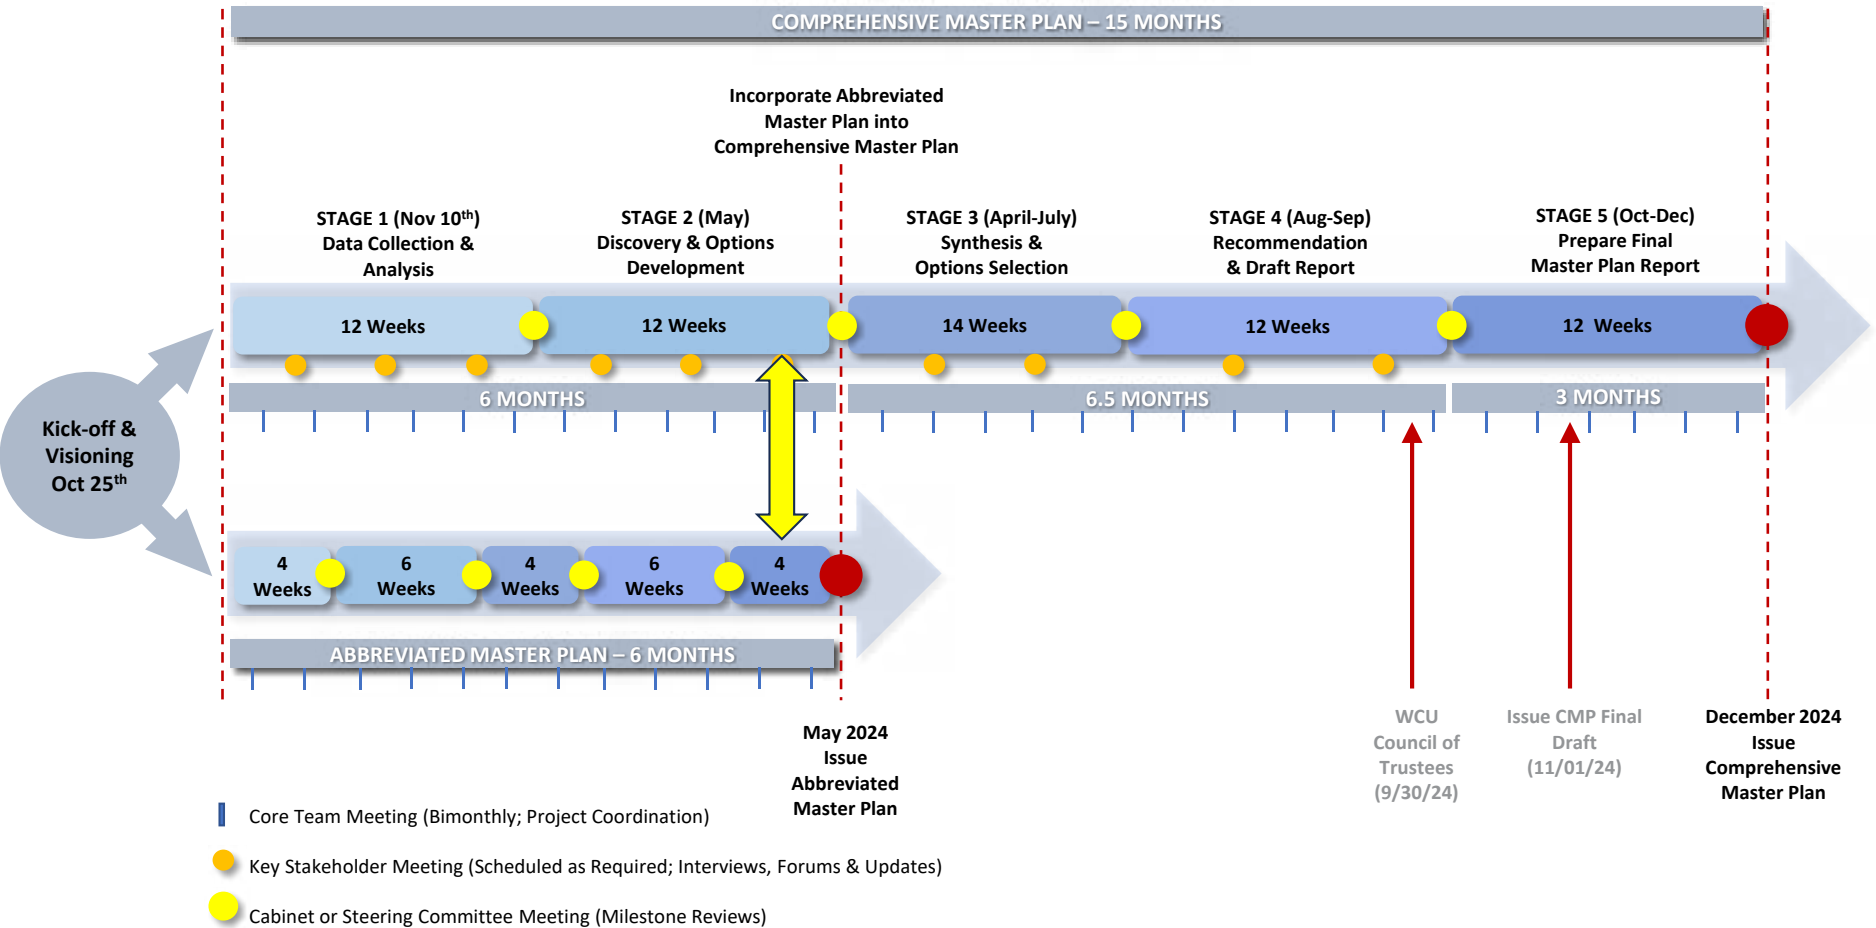 COMPREHENSIVE MASTER PLAN – 15 MONTHS
Incorporate Abbreviated
Master Plan into
Comprehensive Master Plan
STAGE 1 (Nov 10th)
Data Collection &
Analysis
STAGE 2 (May)
Discovery & Options
Development
STAGE 3 (April-July)
Synthesis &
Options Selection
STAGE 4 (Aug-Sep)
Recommendation
& Draft Report
STAGE 5 (Oct-Dec)
Prepare Final
Master Plan Report
12 Weeks
12 Weeks
14 Weeks
12 Weeks
12 Weeks
6 MONTHS
6.5 MONTHS
3 MONTHS
Kick-off &
Visioning
Oct 25th
4
Weeks
6
Weeks
4
Weeks
6
Weeks
4
Weeks
ABBREVIATED MASTER PLAN – 6 MONTHS
May 2024
Issue
Abbreviated
Master Plan
WCU
Council of
Trustees
(9/30/24)
Issue CMP Final
Draft
(11/01/24)
December 2024
Issue
Comprehensive
Master Plan
Core Team Meeting (Bimonthly; Project Coordination)
Key Stakeholder Meeting (Scheduled as Required; Interviews, Forums & Updates)
Cabinet or Steering Committee Meeting (Milestone Reviews)